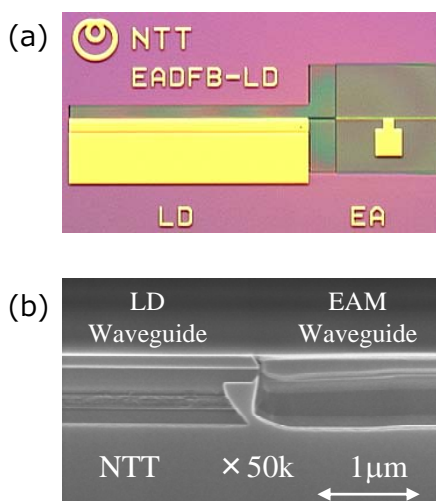 (a)
NTT
EADFB-LD
LD
EA
(b)
LD
Waveguide
EAM
Waveguide
NTT
×50k
1μm